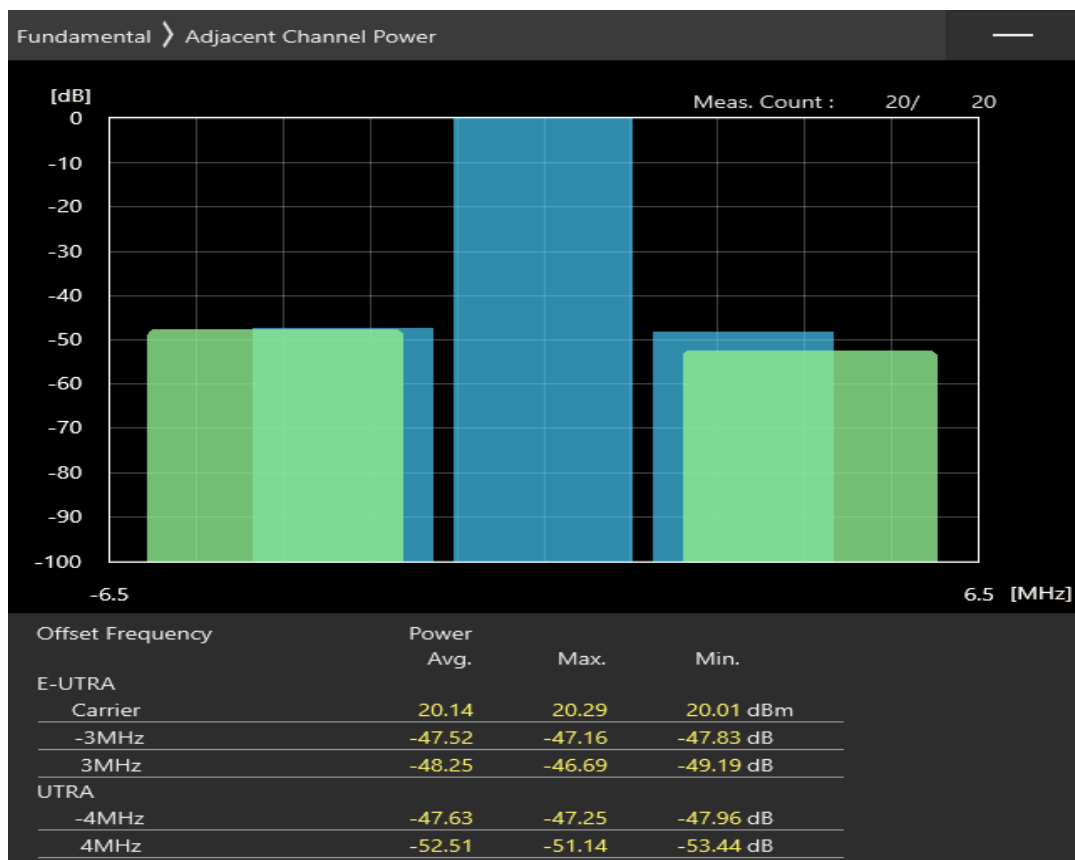 Fundamental 〉 Adjacent Channel Power
[dB]
Meas. Count : 20/ 20
0
-10
-20
-30
-40
-50
-60
-70
-80
-90
-100
-6.5 6.5 [MHz]
Offset Frequency Power
Avg. Max. Min.
E-UTRA
Carrier 20.14 20.29 20.01 dBm
-3MHz -47.52 -47.16 -47.83 dB
3MHz -48.25 -46.69 -49.19 dB
UTRA
-4MHz -47.63 -47.25 -47.96 dB
4MHz -52.51 -51.14 -53.44 dB